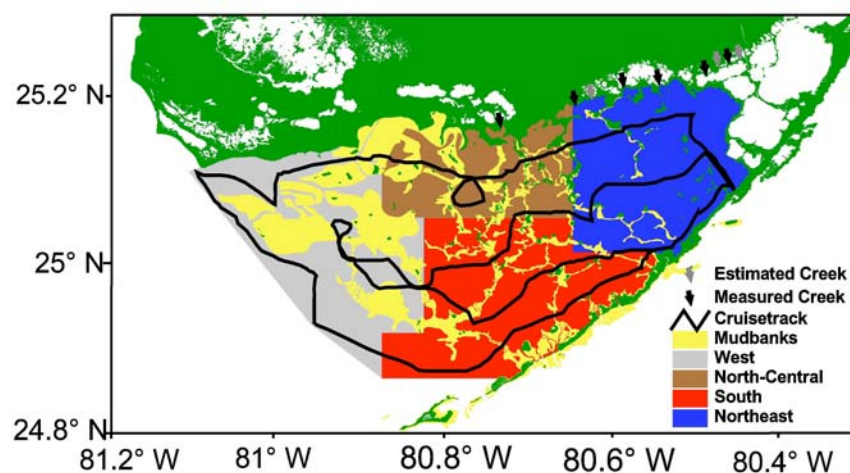 25.2° N
25° N
24.8° N
81.2° W
81° W
80.8° W
80.6° W
80.4° W
Estimated Creek
Measured Creek
Cruisetrack
Mudbanks
West
North-Central
South
Northeast